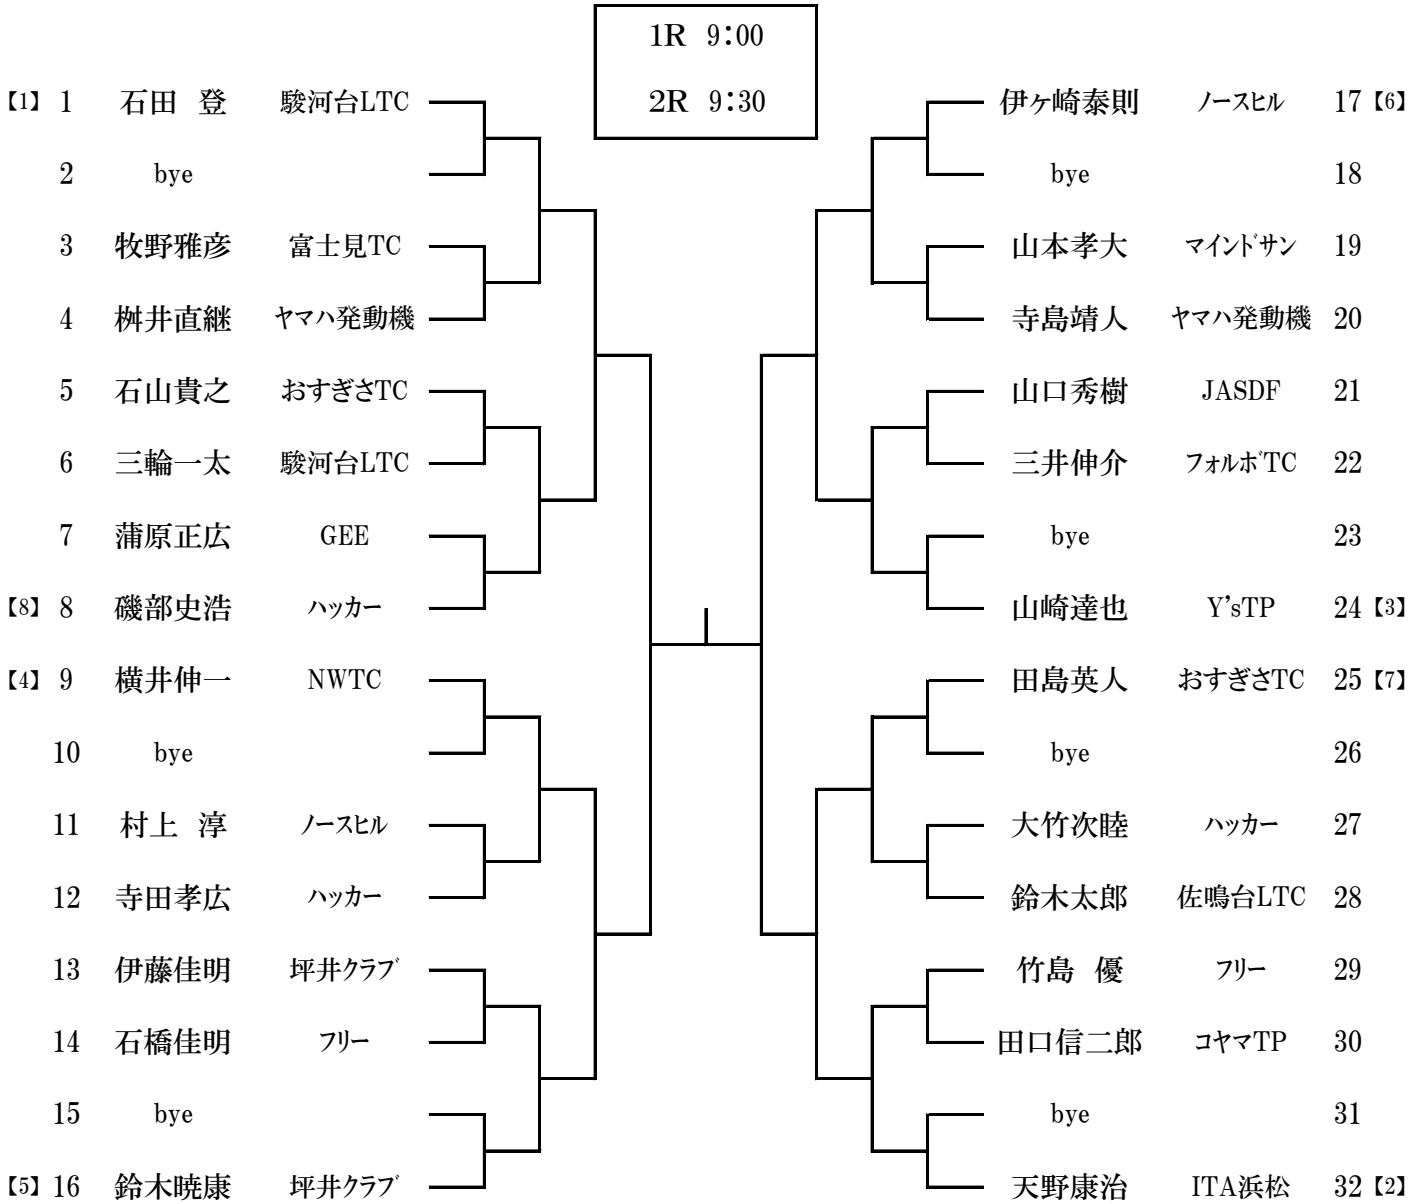 1R 9:00
2R 9:30
【1】 1 石田 登 駿河台LTC
2 bye
3 牧野雅彦 富士見TC
4 桝井直継 ヤマハ発動機
5 石山貴之 おすぎさTC
6 三輪一太 駿河台LTC
7 蒲原正広 GEE
【8】 8 磯部史浩 ハッカー
【4】 9 横井伸一 NWTC
10 bye
11 村上 淳 ノースヒル
12 寺田孝広 ハッカー
13 伊藤佳明 坪井クラブ
14 石橋佳明 フリー
15 bye
【5】 16 鈴木暁康 坪井クラブ
伊ヶ崎泰則 ノースヒル 17【6】
bye 18
山本孝大 マインドサン 19
寺島靖人 ヤマハ発動機 20
山口秀樹 JASDF 21
三井伸介 フォルボTC 22
bye 23
山崎達也 Y'sTP 24【3】
田島英人 おすぎさTC 25【7】
bye 26
大竹次睦 ハッカー 27
鈴木太郎 佐鳴台LTC 28
竹島 優 フリー 29
田口信二郎 コヤマTP 30
bye 31
天野康治 ITA浜松 32【2】